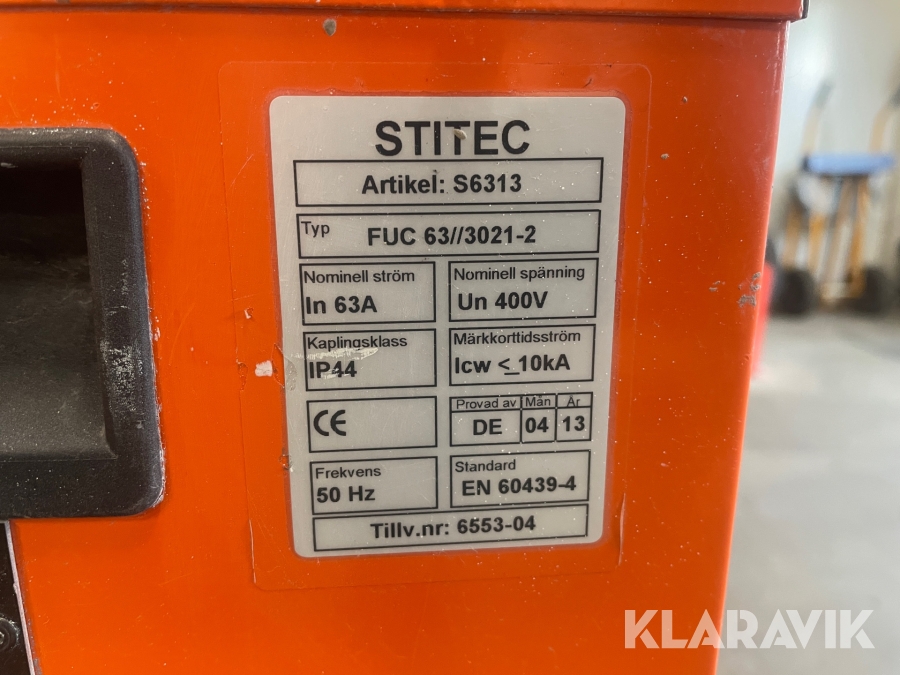 STITEC
Artikel: S6313
Typ FUC 63//3021-2
Nominell ström Nominell spänning
In 63A Un 400V
Kaplingsklass Märkkorttidsström
IP44 Icw <_10kA
CE Provad av Mån År
DE 04 13
Frekvens Standard
50 Hz EN 60439-4
Tillv.nr: 6553-04
KLARAVIK